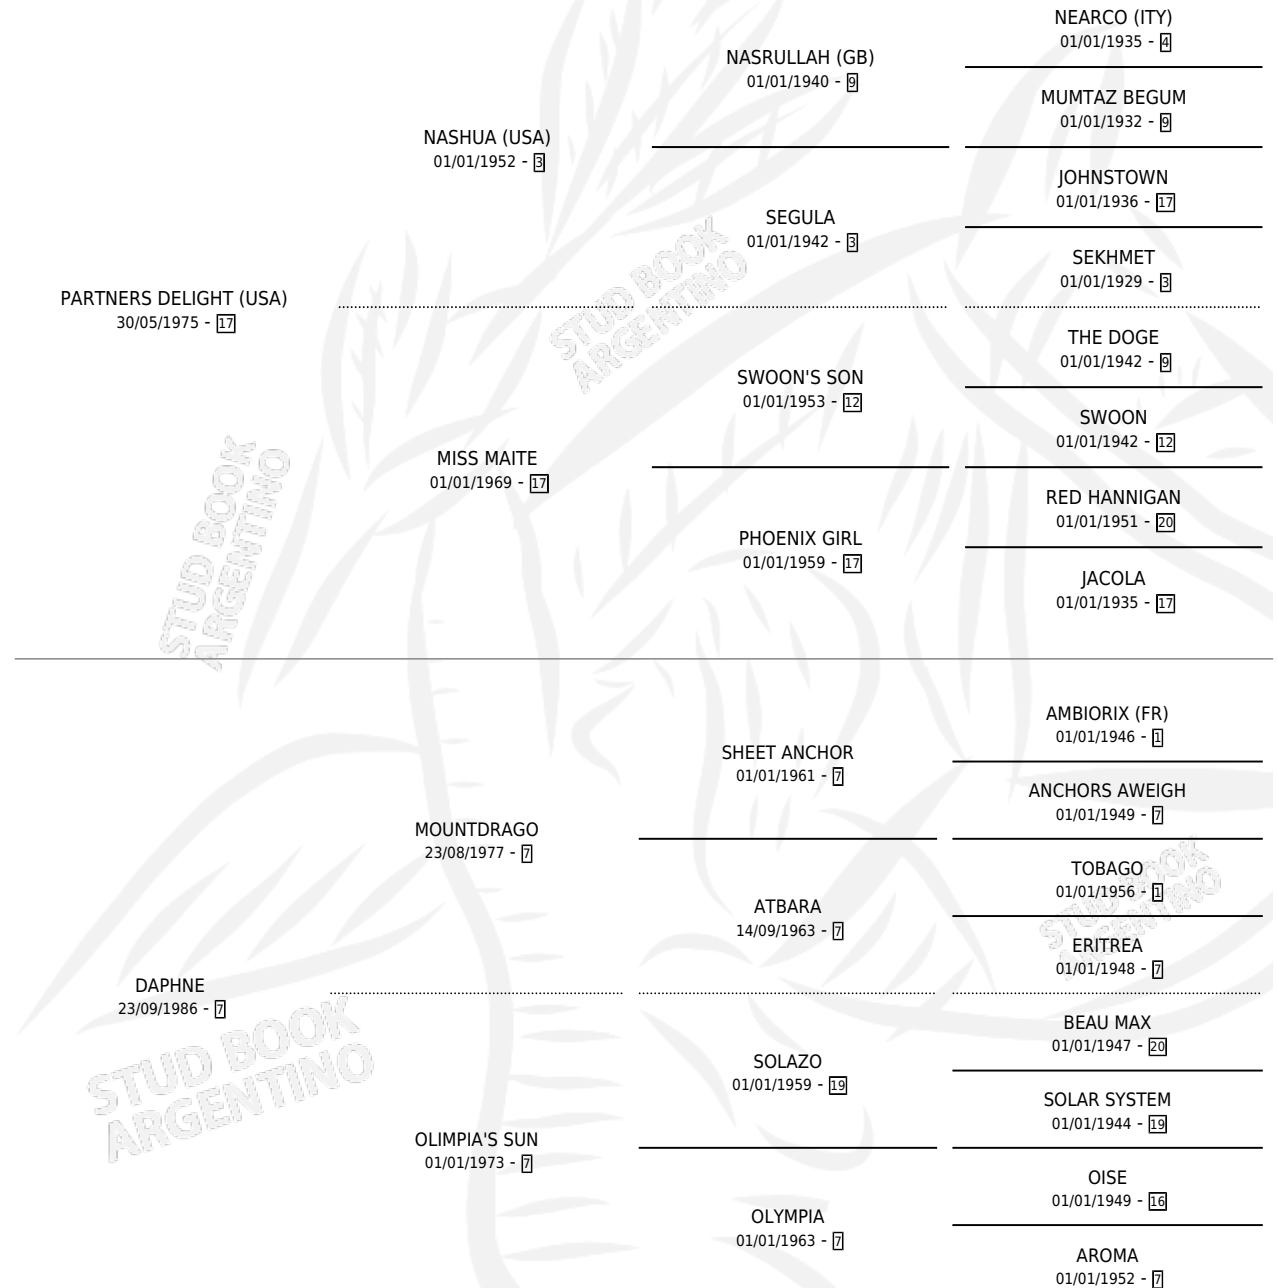 NEARCO (ITY)
01/01/1935 - 4
NASRULLAH (GB)
01/01/1940 - 9
MUMTAZ BEGUM
01/01/1932 - 9
NASHUA (USA)
01/01/1952 - 3
JOHNSTOWN
01/01/1936 - 17
SEGULA
01/01/1942 - 3
SEKHMET
01/01/1929 - 3
PARTNERS DELIGHT (USA)
30/05/1975 - 17
THE DOGE
01/01/1942 - 9
SWOON'S SON
01/01/1953 - 12
SWOON
01/01/1942 - 12
MISS MAITE
01/01/1969 - 17
RED HANNIGAN
01/01/1951 - 20
PHOENIX GIRL
01/01/1959 - 17
JACOLA
01/01/1935 - 17
STUD BOOK
ARGENTINO
STUD BOOK
ARGENTINO
AMBIORIX (FR)
01/01/1946 - 1
SHEET ANCHOR
01/01/1961 - 7
ANCHORS AWEIGH
01/01/1949 - 7
MOUNTDRAGO
23/08/1977 - 7
TOBAGO
01/01/1956 - 1
ATBARA
14/09/1963 - 7
ERITREA
01/01/1948 - 7
STUD BOOK
ARGENTINO
DAPHNE
23/09/1986 - 7
BEAU MAX
01/01/1947 - 20
SOLAZO
01/01/1959 - 19
SOLAR SYSTEM
01/01/1944 - 19
OLIMPIA'S SUN
01/01/1973 - 7
OISE
01/01/1949 - 16
OLYMPIA
01/01/1963 - 7
AROMA
01/01/1952 - 7
STUD BOOK
ARGENTINO